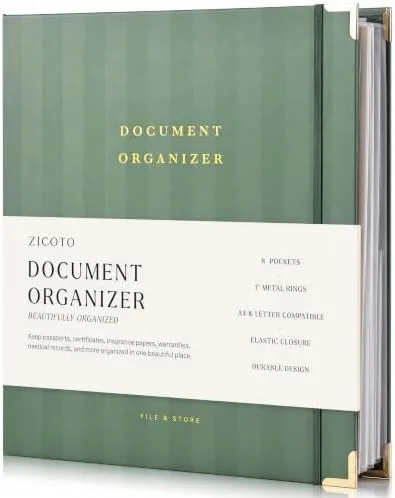 DOCUMENT
ORGANIZER
ZICOTO
DOCUMENT
ORGANIZER
BEAUTIFULLY ORGANIZED
Keep passports, certificates, insurance papers, warranties,
medical records, and more organized in one beautiful place.
8 POCKETS
1" METAL RINGS
A4 & LETTER COMPATIBLE
ELASTIC CLOSURE
DURABLE DESIGN
FILE & STORE